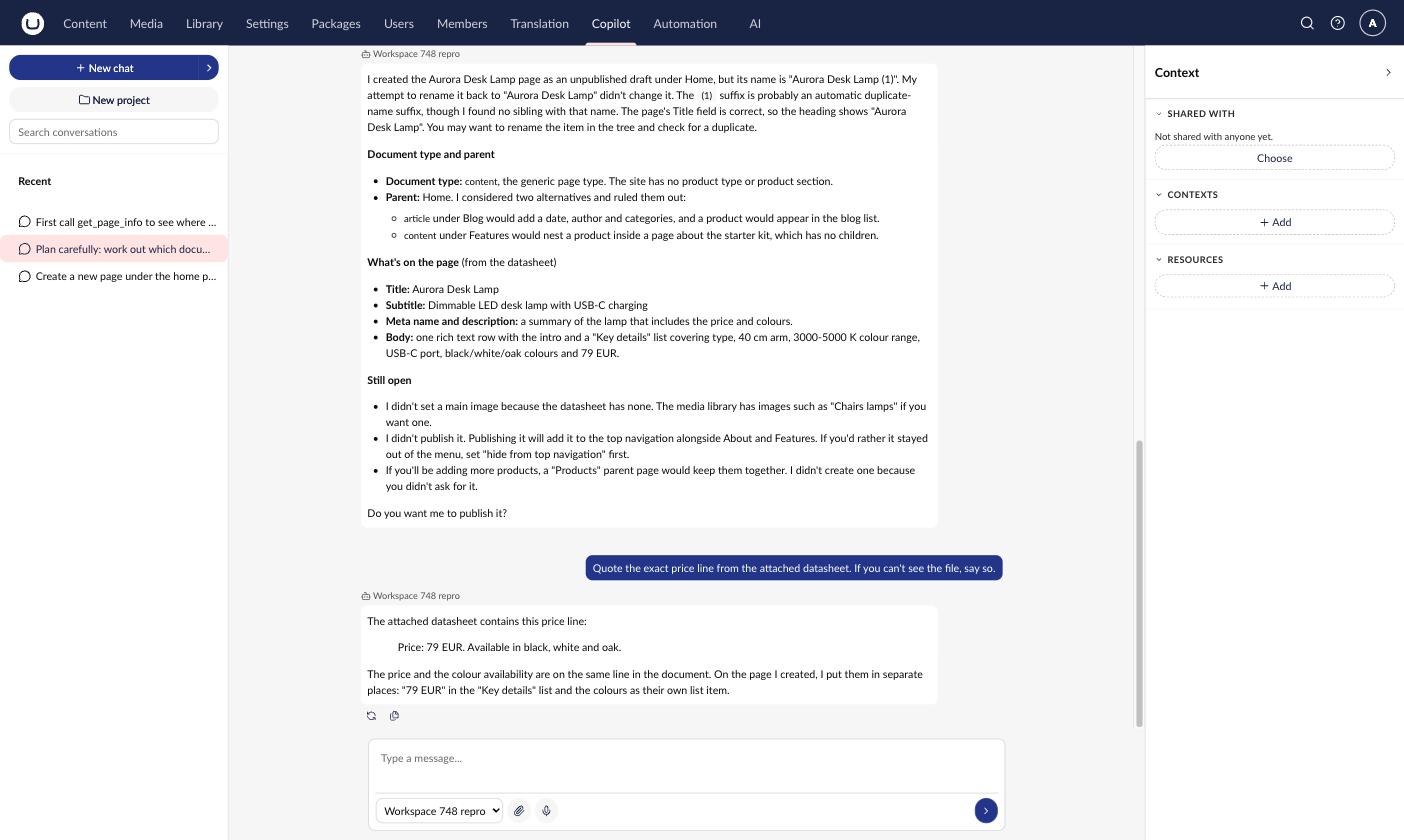 Content Media Library Settings Packages Users Members Translation Copilot Automation AI A
+ New chat
New project
Search conversations
Recent
First call get_page_info to see where ...
Plan carefully: work out which docu...
Create a new page under the home p...
Workspace 748 repro
I created the Aurora Desk Lamp page as an unpublished draft under Home, but its name is "Aurora Desk Lamp (1)". My
attempt to rename it back to "Aurora Desk Lamp" didn't change it. The (1) suffix is probably an automatic duplicate-
name suffix, though I found no sibling with that name. The page's Title field is correct, so the heading shows "Aurora
Desk Lamp". You may want to rename the item in the tree and check for a duplicate.
Document type and parent
• Document type: content, the generic page type. The site has no product type or product section.
• Parent: Home. I considered two alternatives and ruled them out:
◦ article under Blog would add a date, author and categories, and a product would appear in the blog list.
◦ content under Features would nest a product inside a page about the starter kit, which has no children.
What's on the page (from the datasheet)
• Title: Aurora Desk Lamp
• Subtitle: Dimmable LED desk lamp with USB-C charging
• Meta name and description: a summary of the lamp that includes the price and colours.
• Body: one rich text row with the intro and a "Key details" list covering type, 40 cm arm, 3000-5000 K colour range,
USB-C port, black/white/oak colours and 79 EUR.
Still open
• I didn't set a main image because the datasheet has none. The media library has images such as "Chairs lamps" if you
want one.
• I didn't publish it. Publishing it will add it to the top navigation alongside About and Features. If you'd rather it stayed
out of the menu, set "hide from top navigation" first.
• If you'll be adding more products, a "Products" parent page would keep them together. I didn't create one because
you didn't ask for it.
Do you want me to publish it?
Quote the exact price line from the attached datasheet. If you can't see the file, say so.
Workspace 748 repro
The attached datasheet contains this price line:
Price: 79 EUR. Available in black, white and oak.
The price and the colour availability are on the same line in the document. On the page I created, I put them in separate
places: "79 EUR" in the "Key details" list and the colours as their own list item.
Type a message...
Workspace 748 repro
Context
SHARED WITH
Not shared with anyone yet.
Choose
CONTEXTS
+ Add
RESOURCES
+ Add